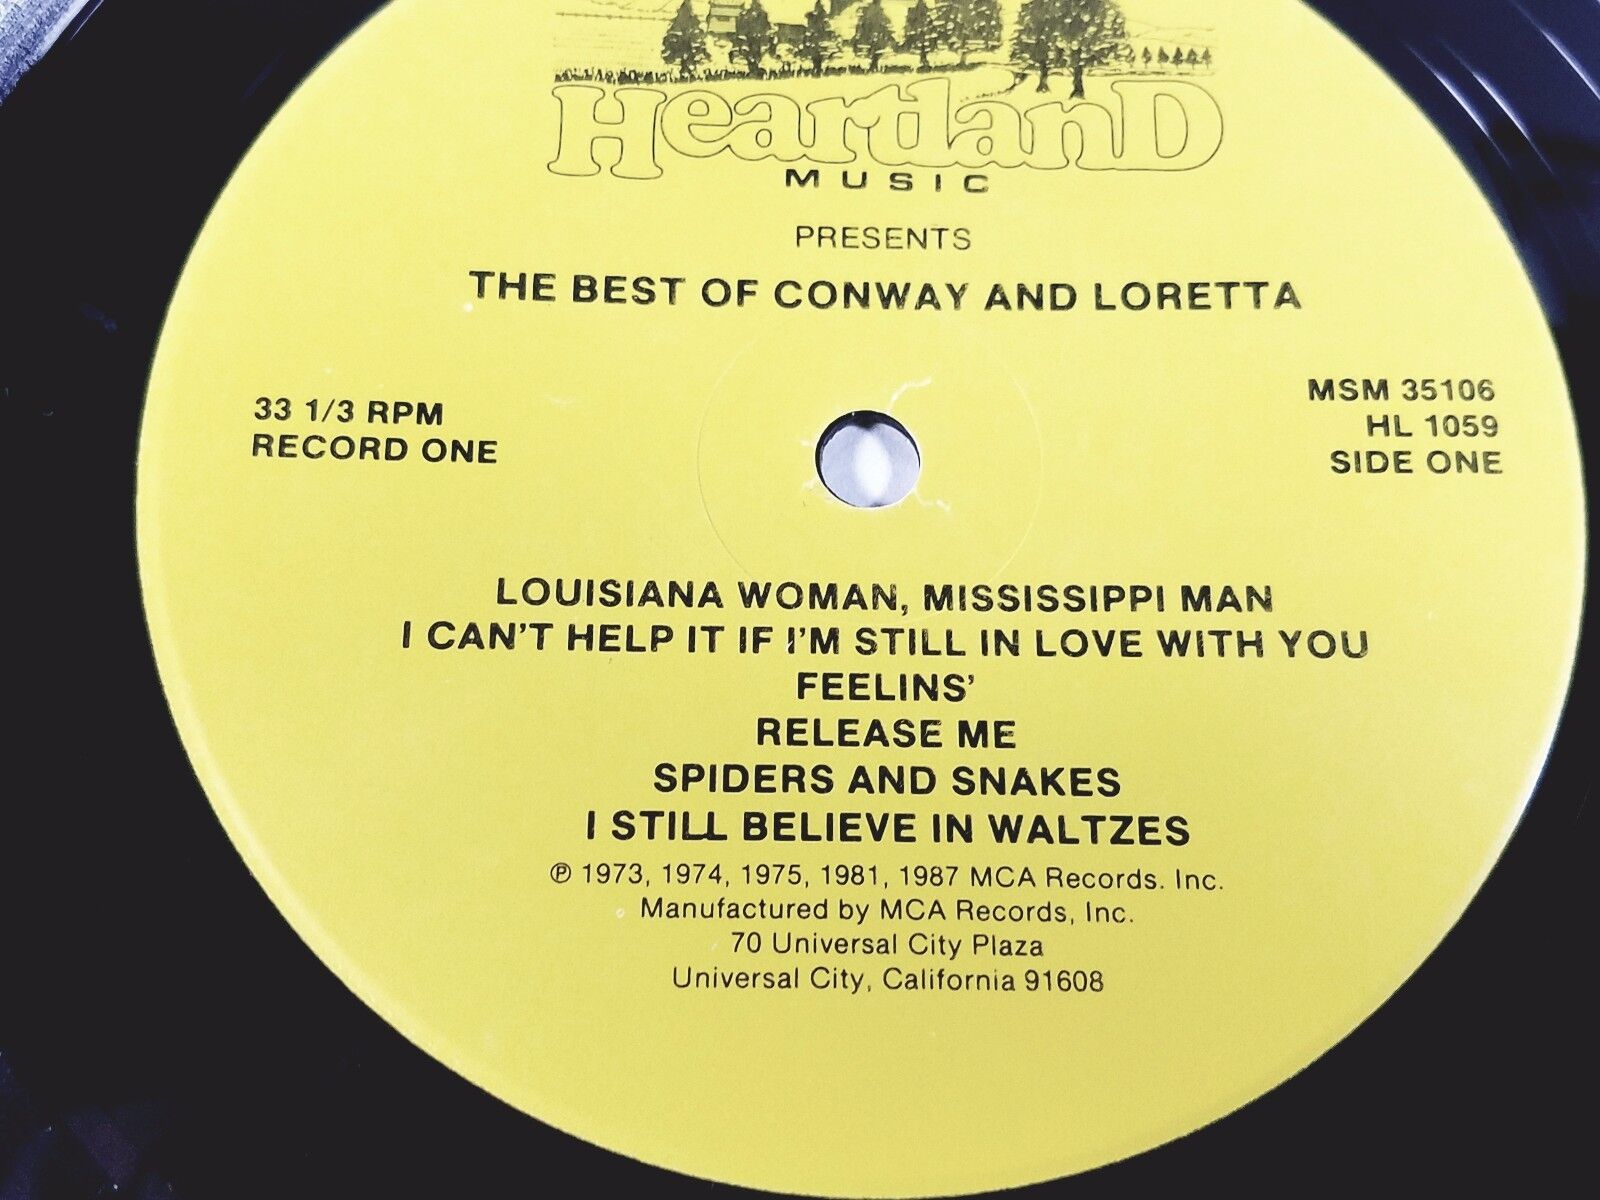 HeartlanD
MUSIC
PRESENTS
THE BEST OF CONWAY AND LORETTA
33 1/3 RPM
RECORD ONE
MSM 35106
HL 1059
SIDE ONE
LOUISIANA WOMAN, MISSISSIPPI MAN
I CAN'T HELP IT IF I'M STILL IN LOVE WITH YOU
FEELINS'
RELEASE ME
SPIDERS AND SNAKES
I STILL BELIEVE IN WALTZES
℗ 1973, 1974, 1975, 1981, 1987 MCA Records. Inc.
Manufactured by MCA Records, Inc.
70 Universal City Plaza
Universal City, California 91608